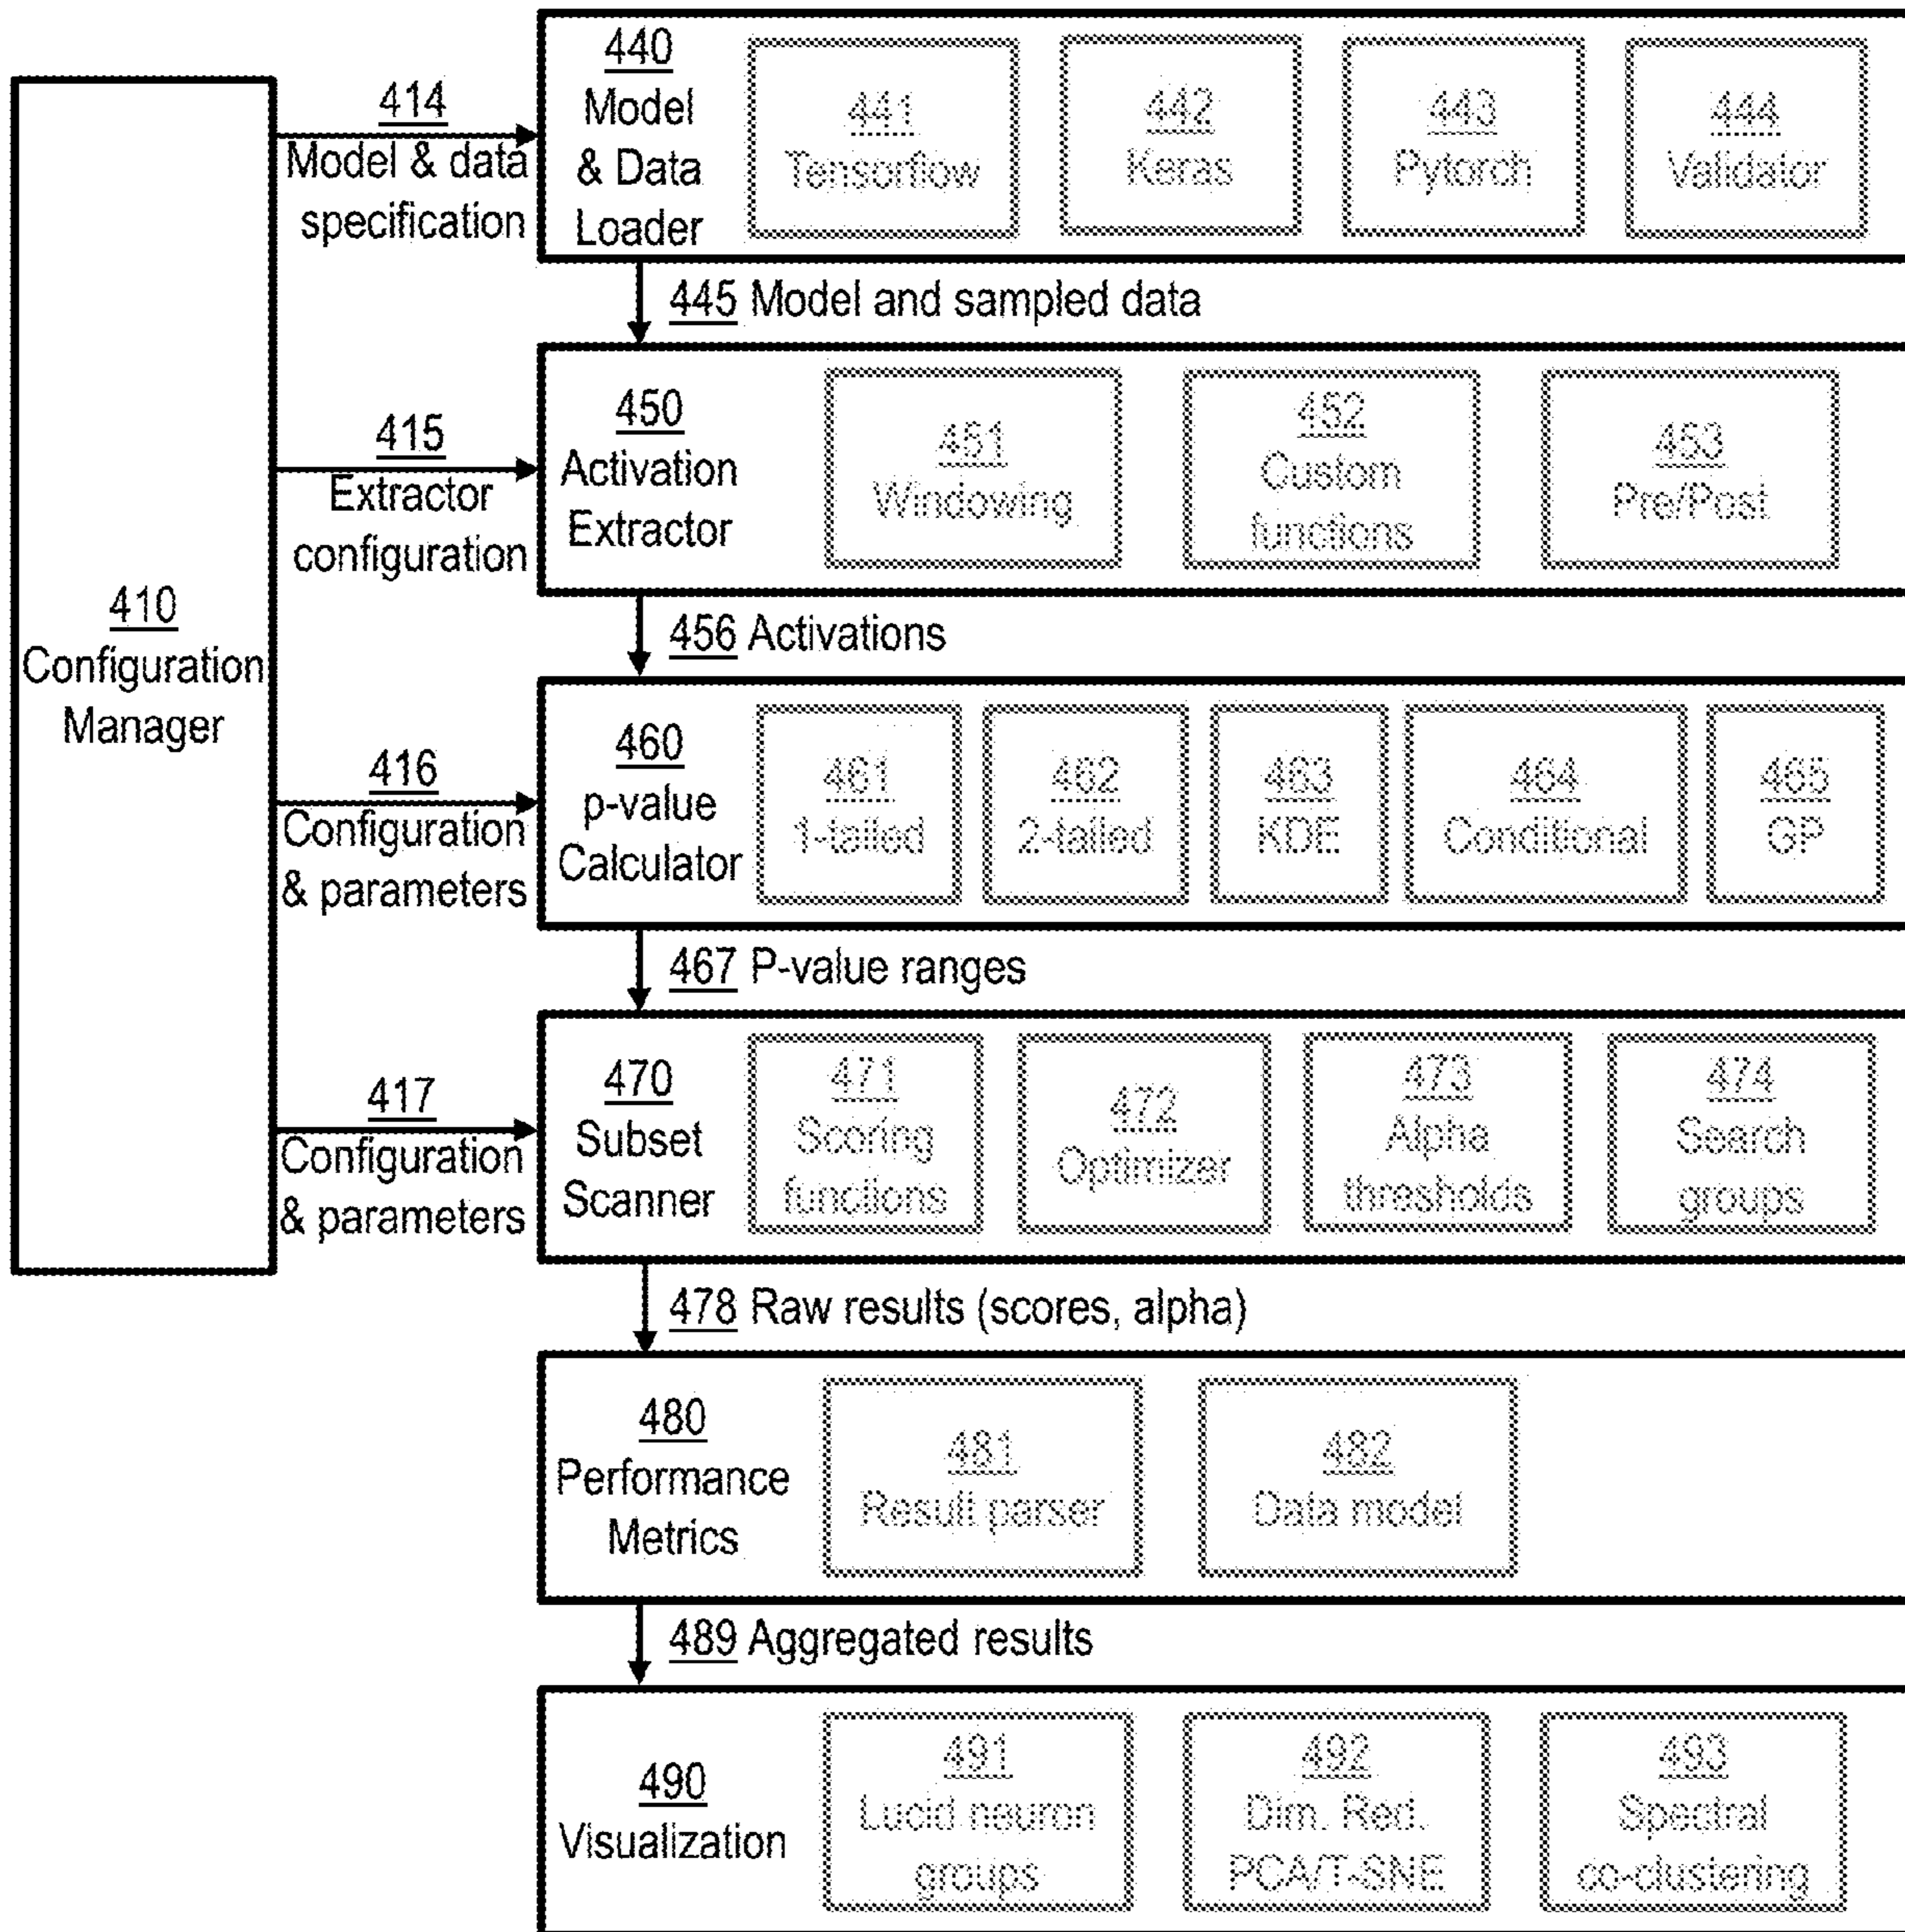 410
Configuration
Manager
414
Model & data
specification
440
Model
& Data
Loader
441
Tensorflow
442
Keras
443
Pytorch
444
Validator
445 Model and sampled data
415
Extractor
configuration
450
Activation
Extractor
451
Windowing
452
Custom
functions
453
Pre/Post
456 Activations
416
Configuration
& parameters
460
p-value
Calculator
461
1-tailed
462
2-tailed
463
KDE
464
Conditional
465
GP
467 P-value ranges
417
Configuration
& parameters
470
Subset
Scanner
471
Scoring
functions
472
Optimizer
473
Alpha
thresholds
474
Search
groups
478 Raw results (scores, alpha)
480
Performance
Metrics
481
Result parser
482
Data model
489 Aggregated results
490
Visualization
491
Lucid neuron
groups
492
Dim. Red.
PCA/T-SNE
493
Spectral
co-clustering